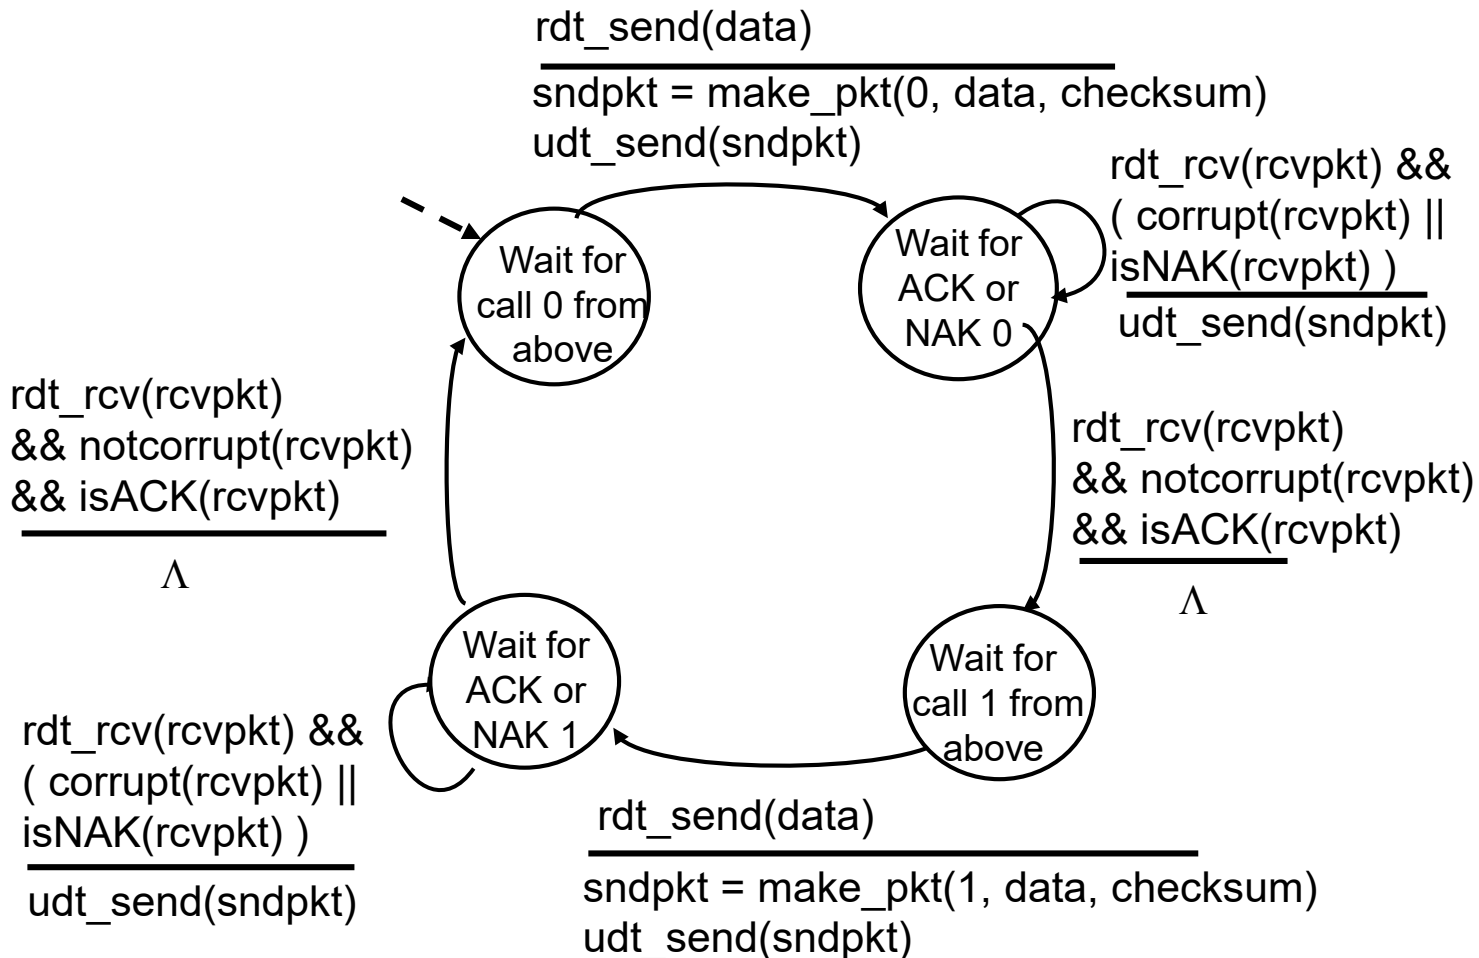 rdt_send(data)
sndpkt = make_pkt(0, data, checksum)
udt_send(sndpkt)
rdt_rcv(rcvpkt) &&
( corrupt(rcvpkt) ||
isNAK(rcvpkt) )
udt_send(sndpkt)
Wait for
call 0 from
above
Wait for
ACK or
NAK 0
rdt_rcv(rcvpkt)
&& notcorrupt(rcvpkt)
&& isACK(rcvpkt)
Λ
rdt_rcv(rcvpkt)
&& notcorrupt(rcvpkt)
&& isACK(rcvpkt)
Λ
Wait for
ACK or
NAK 1
Wait for
call 1 from
above
rdt_rcv(rcvpkt) &&
( corrupt(rcvpkt) ||
isNAK(rcvpkt) )
udt_send(sndpkt)
rdt_send(data)
sndpkt = make_pkt(1, data, checksum)
udt_send(sndpkt)